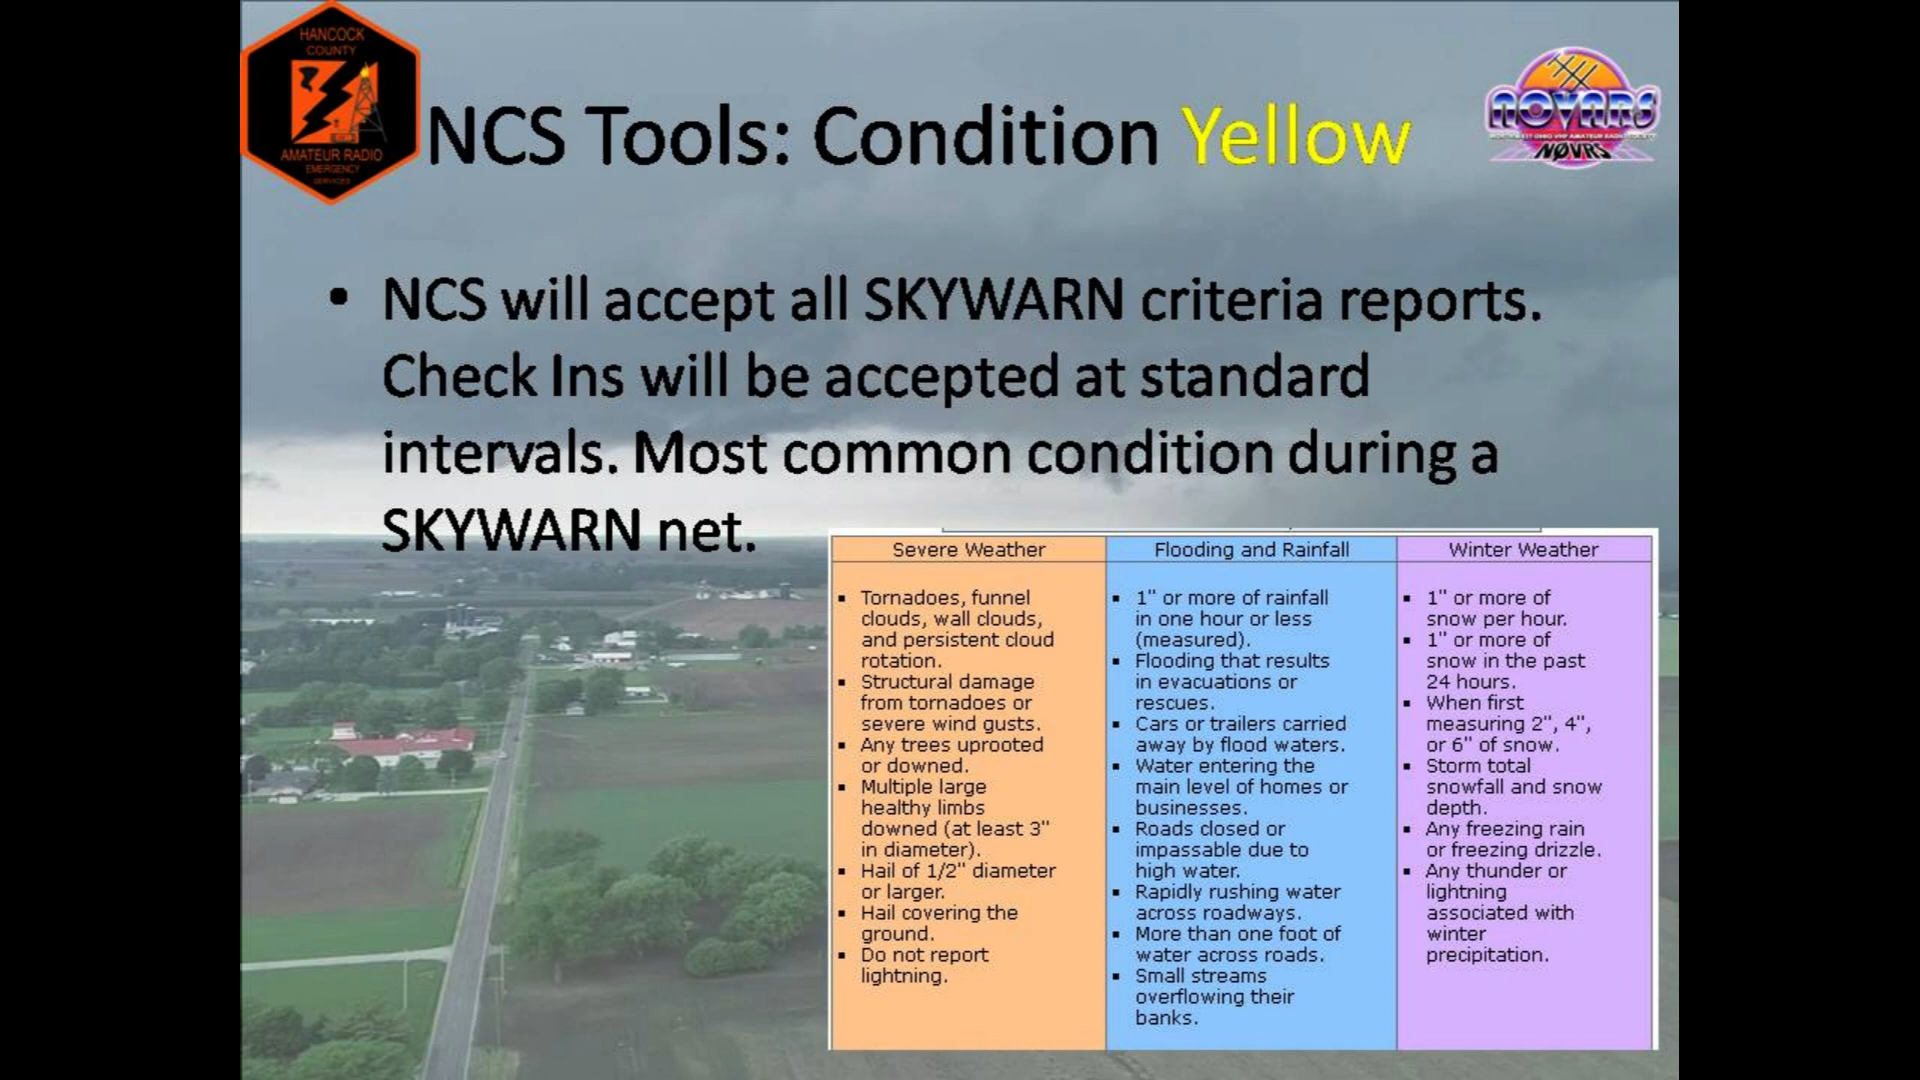 HANCOCK
COUNTY
AMATEUR RADIO
EMERGENCY
SERVICES
NCS Tools: Condition Yellow
NOVARS
NØVRS
• NCS will accept all SKYWARN criteria reports.
Check Ins will be accepted at standard
intervals. Most common condition during a
SKYWARN net.
Severe Weather
▪ Tornadoes, funnel
clouds, wall clouds,
and persistent cloud
rotation.
▪ Structural damage
from tornadoes or
severe wind gusts.
▪ Any trees uprooted
or downed.
▪ Multiple large
healthy limbs
downed (at least 3"
in diameter).
▪ Hail of 1/2" diameter
or larger.
▪ Hail covering the
ground.
▪ Do not report
lightning.
Flooding and Rainfall
▪ 1" or more of rainfall
in one hour or less
(measured).
▪ Flooding that results
in evacuations or
rescues.
▪ Cars or trailers carried
away by flood waters.
▪ Water entering the
main level of homes or
businesses.
▪ Roads closed or
impassable due to
high water.
▪ Rapidly rushing water
across roadways.
▪ More than one foot of
water across roads.
▪ Small streams
overflowing their
banks.
Winter Weather
▪ 1" or more of
snow per hour.
▪ 1" or more of
snow in the past
24 hours.
▪ When first
measuring 2", 4",
or 6" of snow.
▪ Storm total
snowfall and snow
depth.
▪ Any freezing rain
or freezing drizzle.
▪ Any thunder or
lightning
associated with
winter
precipitation.